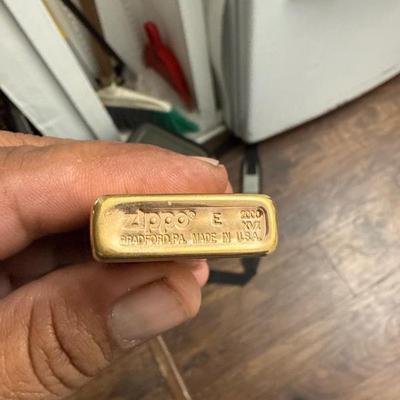 Zippo® E 2000
XVI
BRADFORD, PA. MADE IN U.S.A.